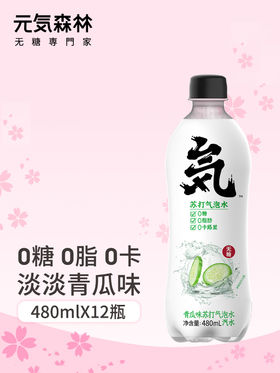 元気森林
无糖専門家
0糖 0脂 0卡
淡淡青瓜味
480mlX12瓶
気
苏打气泡水
0糖
0脂肪
0卡路里
无糖
青瓜味苏打气泡水
净含量:480mL汽水